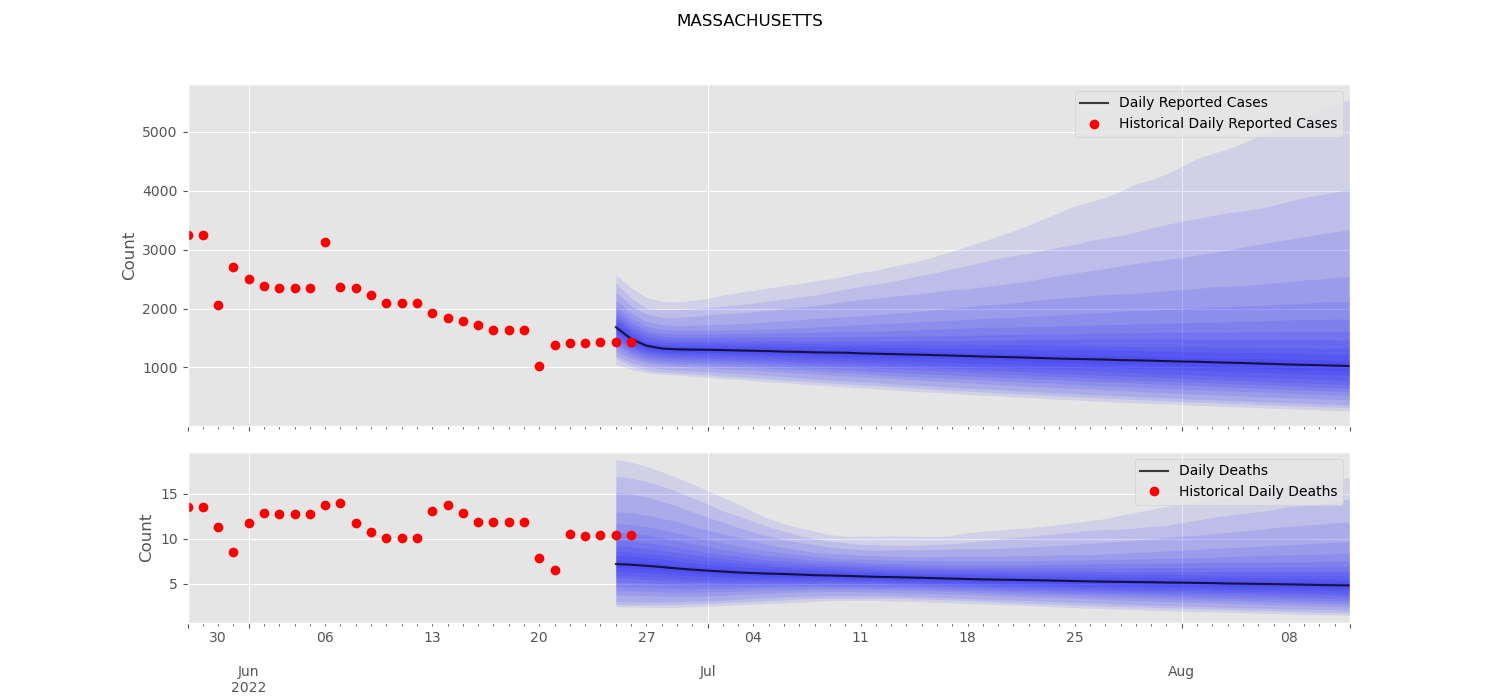 MASSACHUSETTS
Daily Reported Cases
Historical Daily Reported Cases
5000
4000
3000
2000
1000
Count
Daily Deaths
Historical Daily Deaths
15
10
5
Count
30 06 13 20 27 04 11 18 25 08
Jun Jul Aug
2022